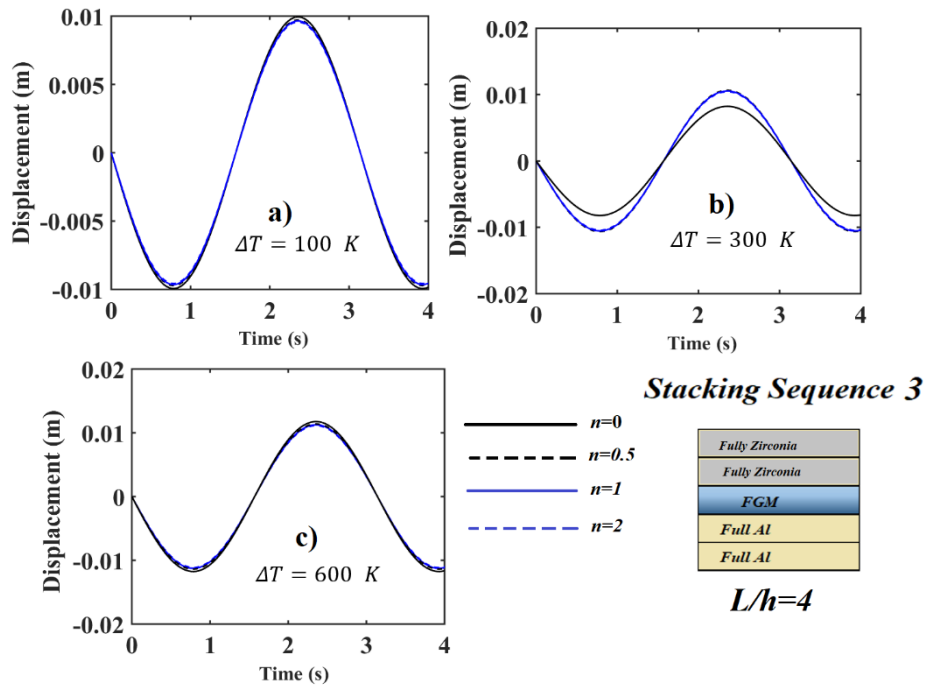 0.01
0.005
0
-0.005
-0.01
Displacement (m)
a)
ΔT = 100 K
0 1 2 3 4
Time (s)
0.02
0.01
0
-0.01
-0.02
Displacement (m)
b)
ΔT = 300 K
0 1 2 3 4
Time (s)
0.02
0.01
0
-0.01
-0.02
Displacement (m)
c)
ΔT = 600 K
0 1 2 3 4
Time (s)
n=0
n=0.5
n=1
n=2
Stacking Sequence 3
Fully Zirconia
Fully Zirconia
FGM
Full Al
Full Al
L/h=4